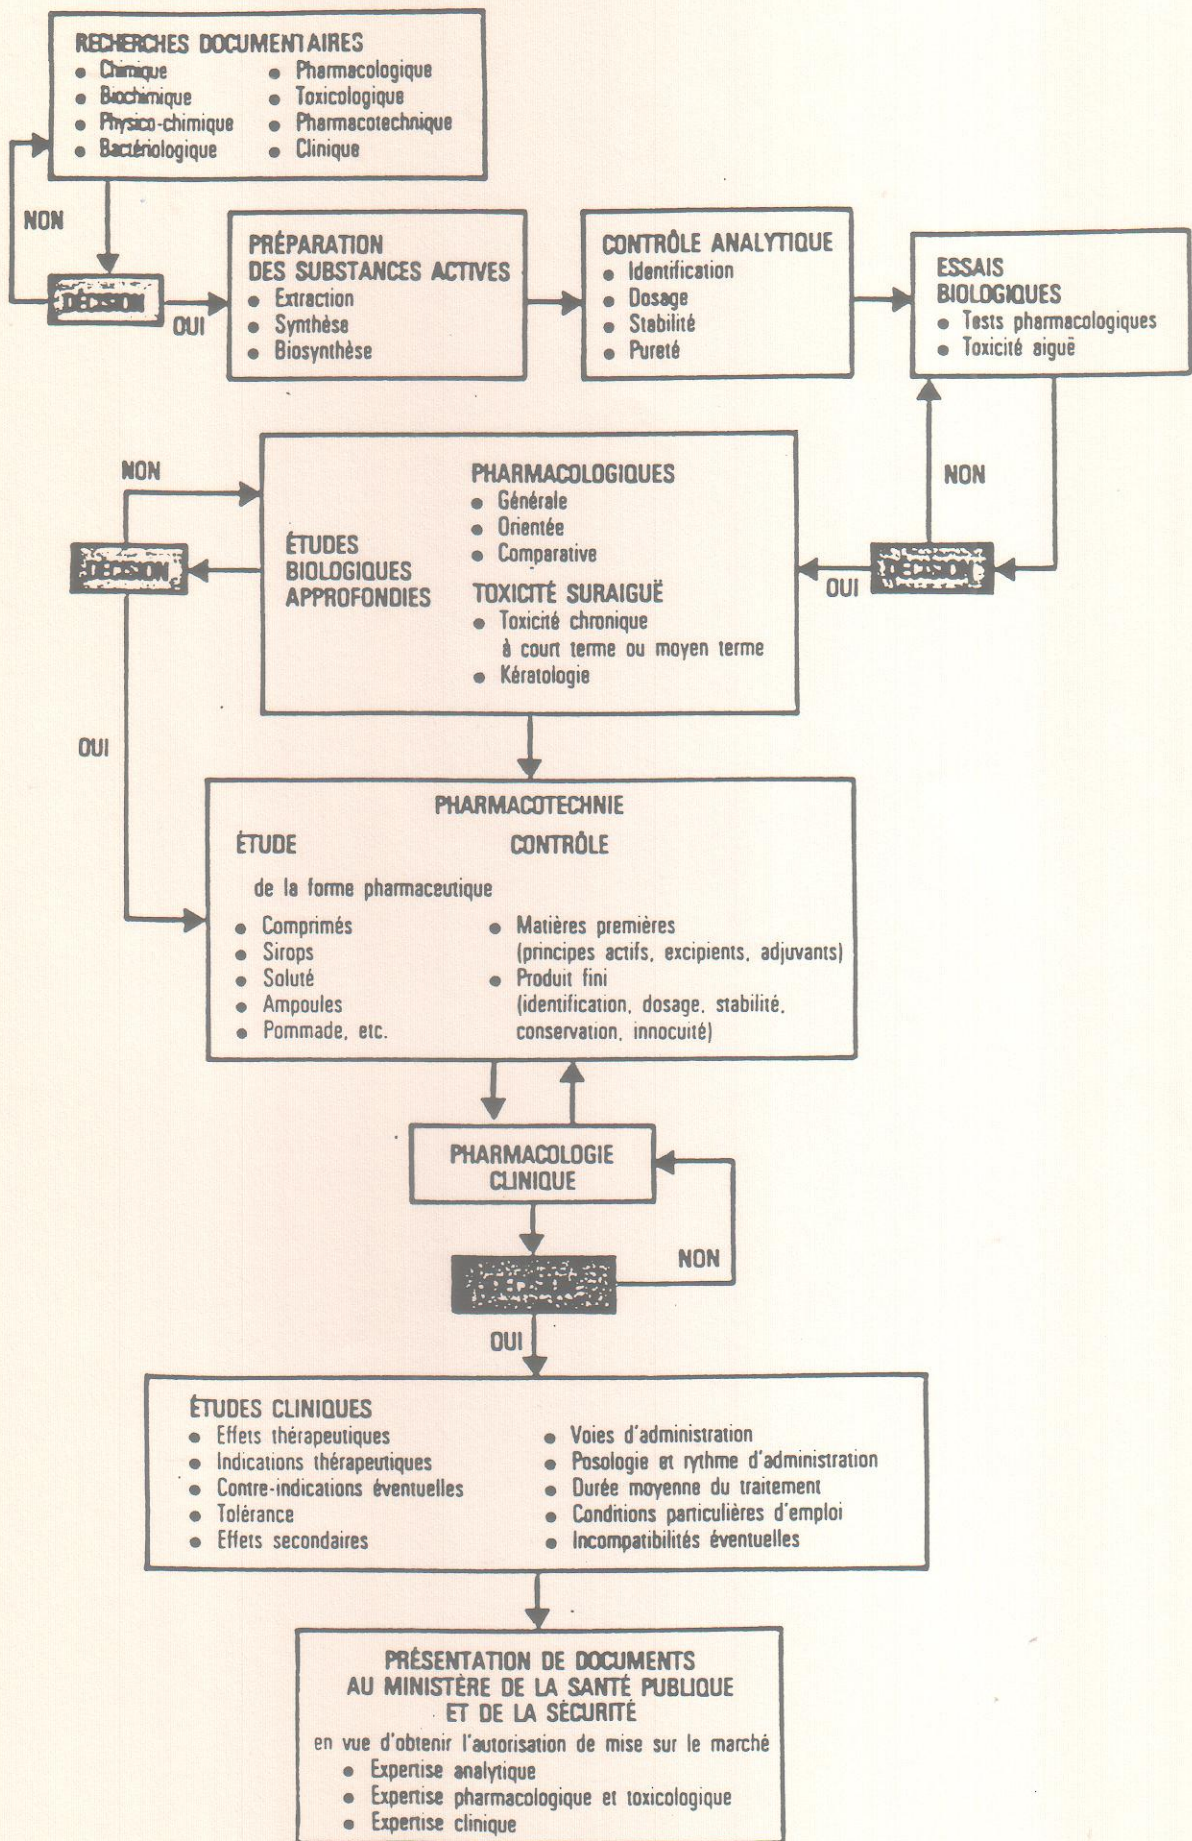 RECHERCHES DOCUMENTAIRES
• Chimique
• Biochimique
• Physico-chimique
• Bactériologique
• Pharmacologique
• Toxicologique
• Pharmacotechnique
• Clinique
NON
DÉCISION
OUI
PRÉPARATION
DES SUBSTANCES ACTIVES
• Extraction
• Synthèse
• Biosynthèse
CONTRÔLE ANALYTIQUE
• Identification
• Dosage
• Stabilité
• Pureté
ESSAIS
BIOLOGIQUES
• Tests pharmacologiques
• Toxicité aiguë
NON
DÉCISION
OUI
ÉTUDES
BIOLOGIQUES
APPROFONDIES
PHARMACOLOGIQUES
• Générale
• Orientée
• Comparative
TOXICITÉ SURAIGUË
• Toxicité chronique
à court terme ou moyen terme
• Kératologie
NON
DÉCISION
OUI
PHARMACOTECHNIE
ÉTUDE
CONTRÔLE
de la forme pharmaceutique
• Comprimés
• Sirops
• Soluté
• Ampoules
• Pommade, etc.
• Matières premières
(principes actifs, excipients, adjuvants)
• Produit fini
(identification, dosage, stabilité,
conservation, innocuité)
PHARMACOLOGIE
CLINIQUE
NON
OUI
ÉTUDES CLINIQUES
• Effets thérapeutiques
• Indications thérapeutiques
• Contre-indications éventuelles
• Tolérance
• Effets secondaires
• Voies d'administration
• Posologie et rythme d'administration
• Durée moyenne du traitement
• Conditions particulières d'emploi
• Incompatibilités éventuelles
PRÉSENTATION DE DOCUMENTS
AU MINISTÈRE DE LA SANTÉ PUBLIQUE
ET DE LA SÉCURITÉ
en vue d'obtenir l'autorisation de mise sur le marché
• Expertise analytique
• Expertise pharmacologique et toxicologique
• Expertise clinique